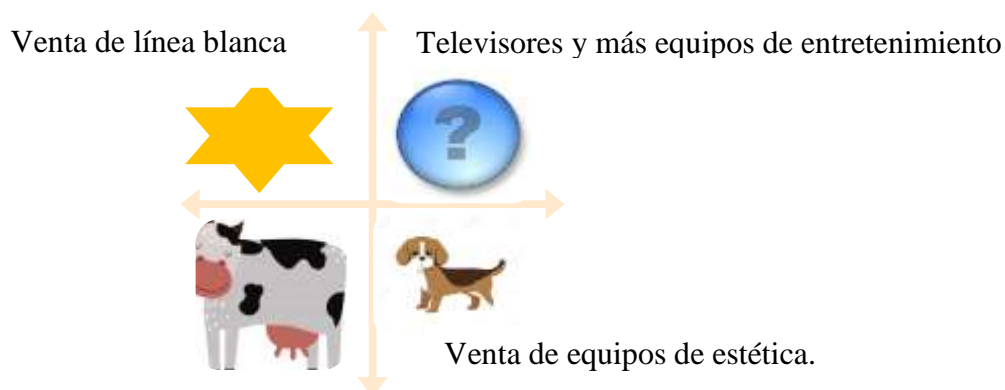 Venta de línea blanca
Televisores y más equipos de entretenimiento
?
Venta de equipos de estética.